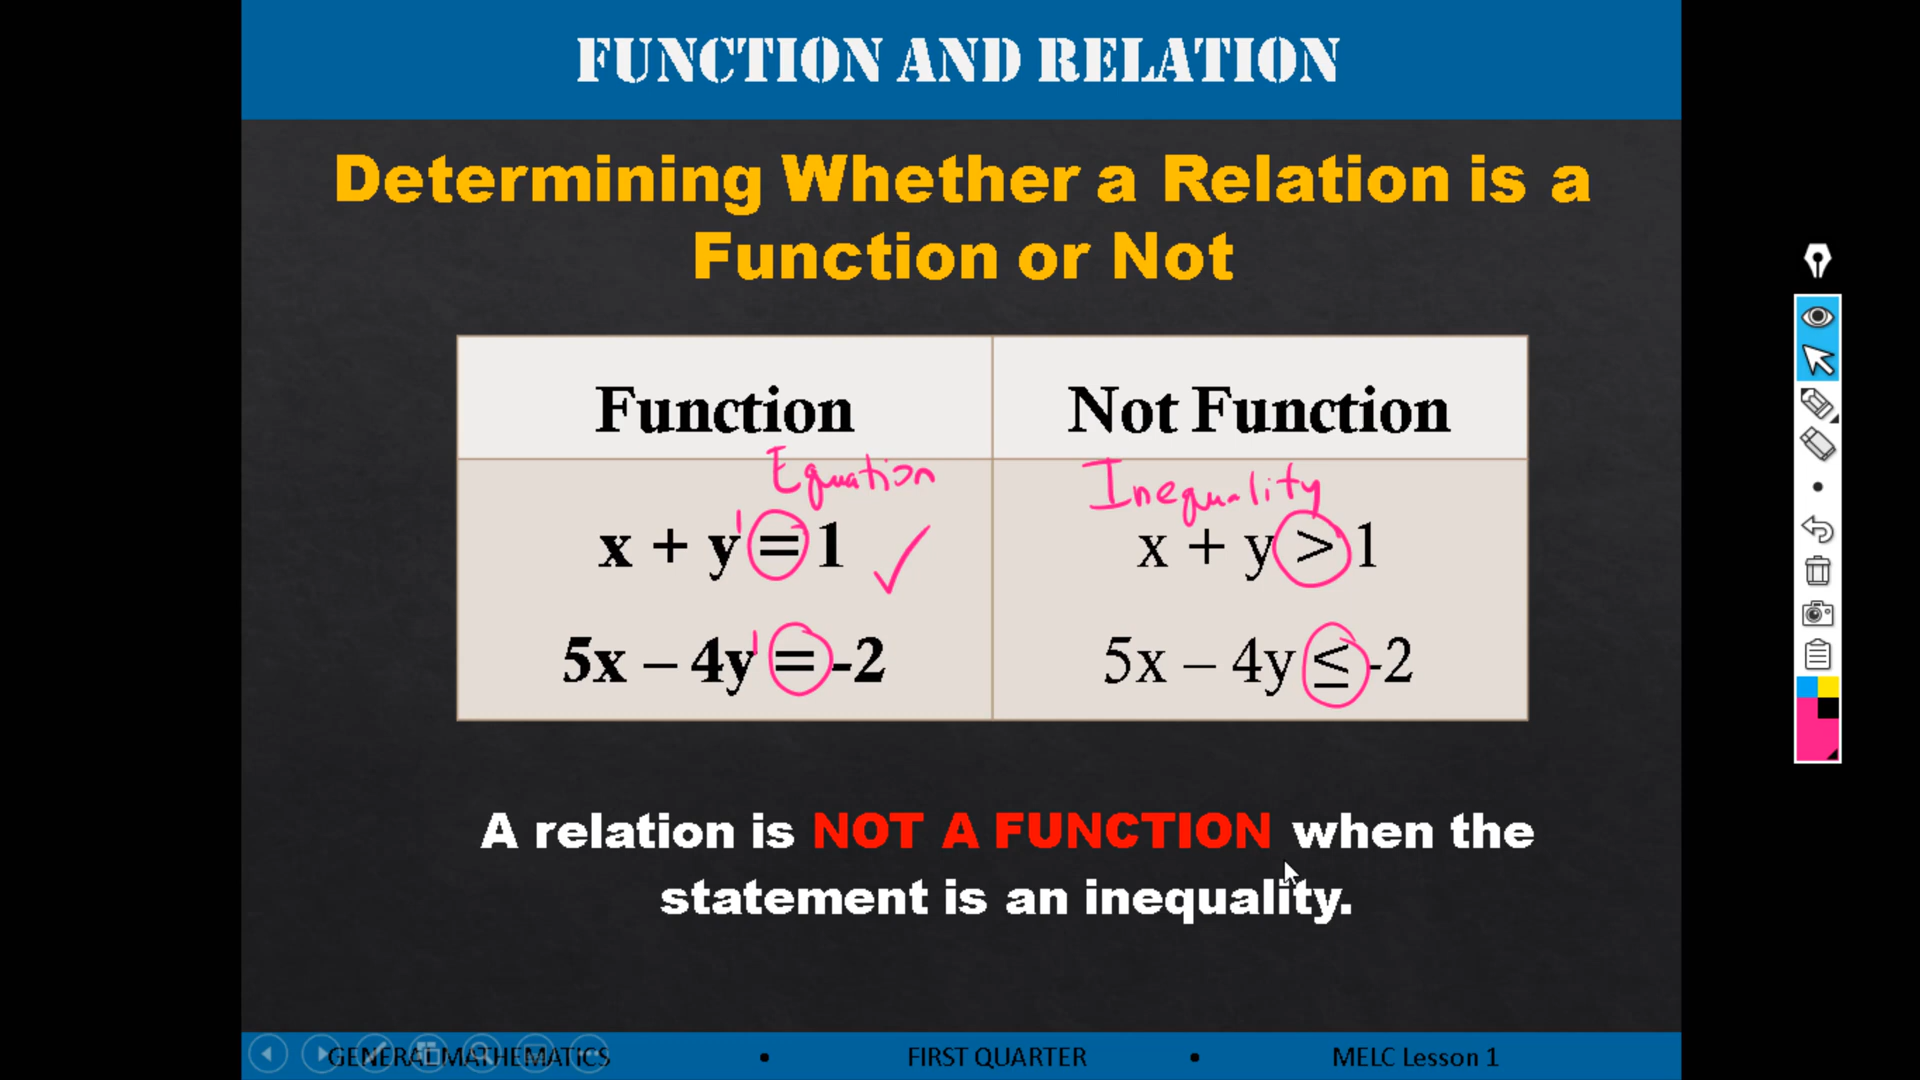 FUNCTION AND RELATION
Determining Whether a Relation is a
Function or Not
Function
Not Function
Equation
Inequality
x + y¹ = 1 ✓
x + y > 1
5x – 4y¹ = -2
5x – 4y ≤ -2
A relation is NOT A FUNCTION when the
statement is an inequality.
GENERAL MATHEMATICS • FIRST QUARTER • MELC Lesson 1